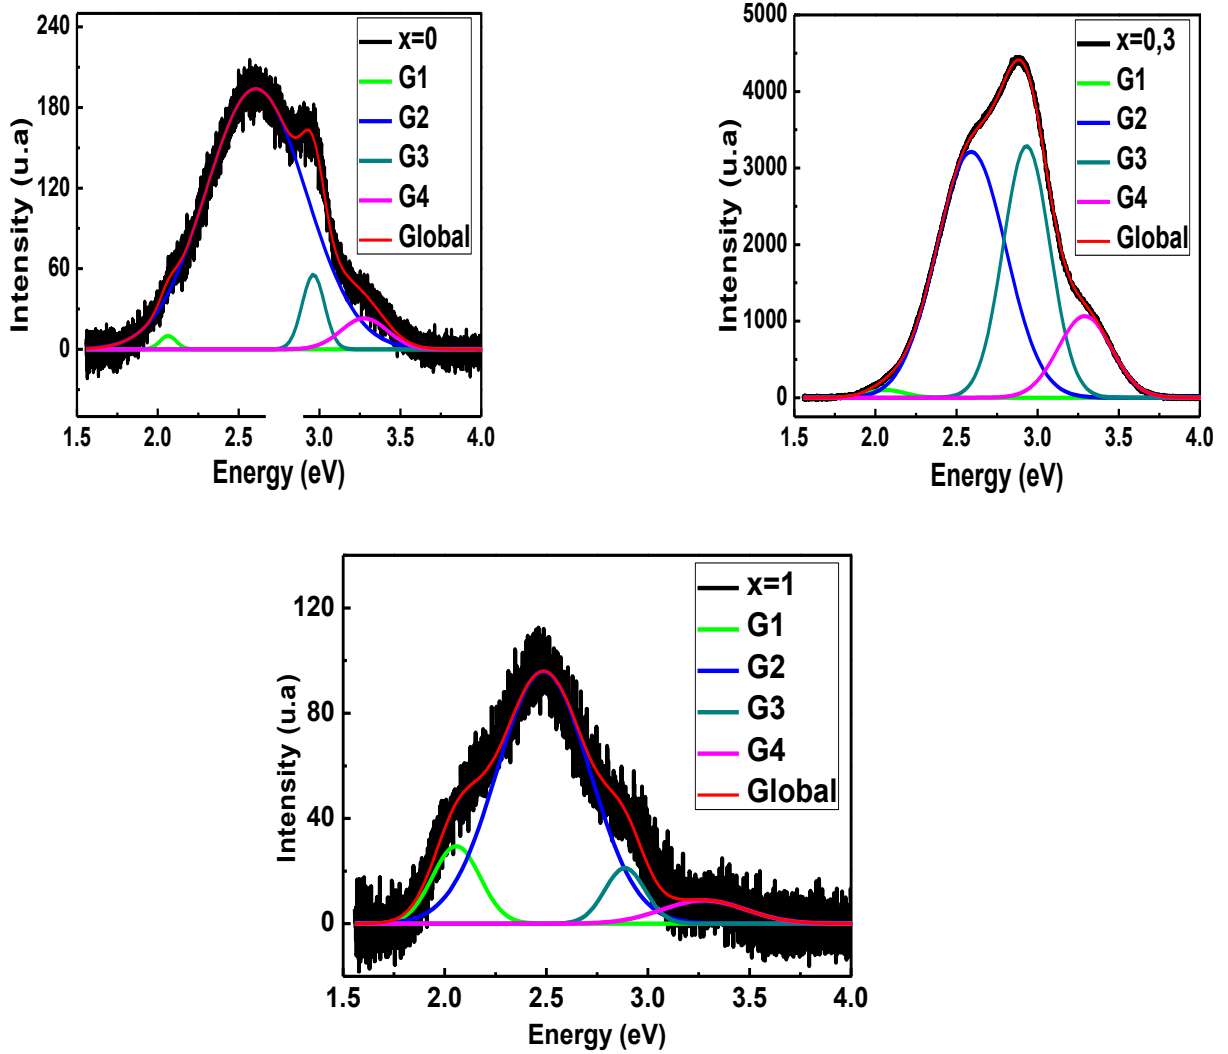 240
180
120
60
0
Intensity (u.a)
x=0
G1
G2
G3
G4
Global
1.5 2.0 2.5 3.0 3.5 4.0
Energy (eV)
5000
4000
3000
2000
1000
0
Intensity (u.a)
x=0,3
G1
G2
G3
G4
Global
1.5 2.0 2.5 3.0 3.5 4.0
Energy (eV)
120
80
40
0
Intensity (u.a)
x=1
G1
G2
G3
G4
Global
1.5 2.0 2.5 3.0 3.5 4.0
Energy (eV)